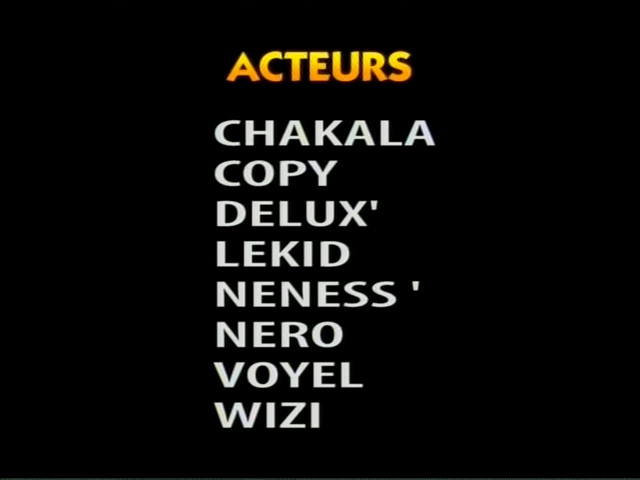 ACTEURS
CHAKALA
COPY
DELUX'
LEKID
NENESS '
NERO
VOYEL
WIZI